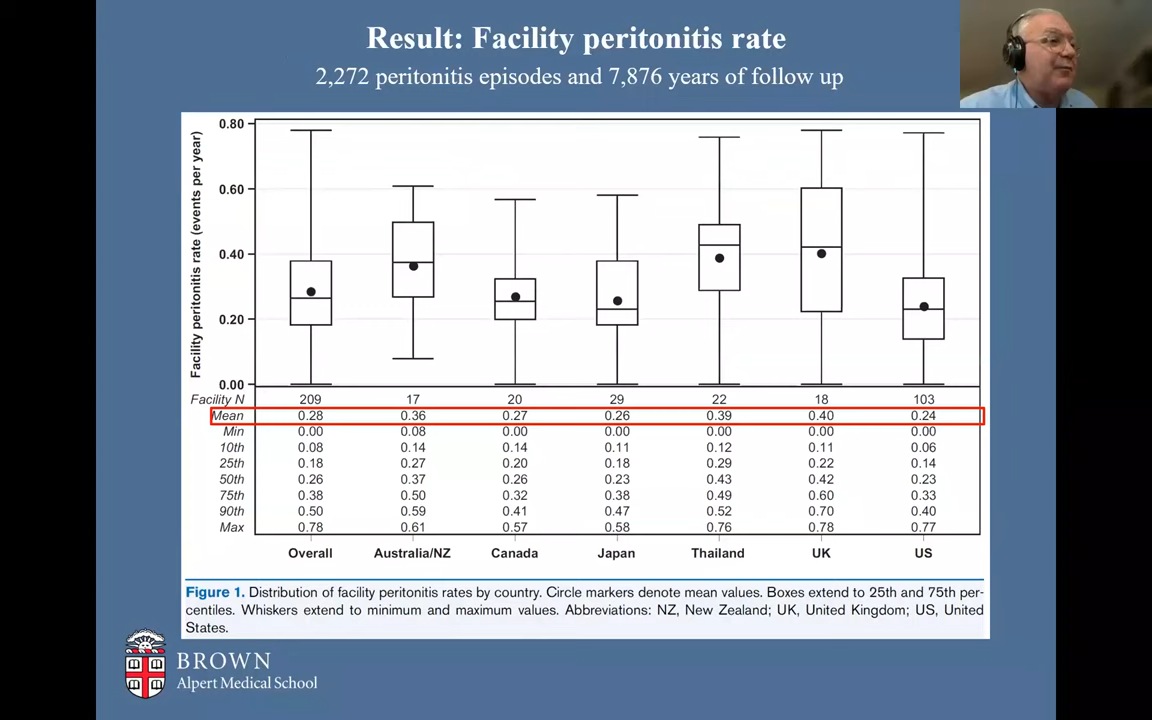 Result: Facility peritonitis rate
2,272 peritonitis episodes and 7,876 years of follow up
Facility peritonitis rate (events per year)
0.80
0.60
0.40
0.20
0.00
Facility N 209 17 20 29 22 18 103
Mean 0.28 0.36 0.27 0.26 0.39 0.40 0.24
Min 0.00 0.08 0.00 0.00 0.00 0.00 0.00
10th 0.08 0.14 0.14 0.11 0.12 0.11 0.06
25th 0.18 0.27 0.20 0.18 0.29 0.22 0.14
50th 0.26 0.37 0.26 0.23 0.43 0.42 0.23
75th 0.38 0.50 0.32 0.38 0.49 0.60 0.33
90th 0.50 0.59 0.41 0.47 0.52 0.70 0.40
Max 0.78 0.61 0.57 0.58 0.76 0.78 0.77
Overall Australia/NZ Canada Japan Thailand UK US
Figure 1. Distribution of facility peritonitis rates by country. Circle markers denote mean values. Boxes extend to 25th and 75th per-
centiles. Whiskers extend to minimum and maximum values. Abbreviations: NZ, New Zealand; UK, United Kingdom; US, United
States.
BROWN
Alpert Medical School